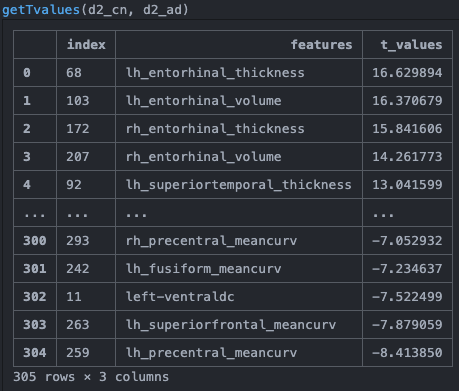 getTvalues(d2_cn, d2_ad)
index features t_values
0 68 lh_entorhinal_thickness 16.629894
1 103 lh_entorhinal_volume 16.370679
2 172 rh_entorhinal_thickness 15.841606
3 207 rh_entorhinal_volume 14.261773
4 92 lh_superiortemporal_thickness 13.041599
... ... ... ...
300 293 rh_precentral_meancurv -7.052932
301 242 lh_fusiform_meancurv -7.234637
302 11 left-ventraldc -7.522499
303 263 lh_superiorfrontal_meancurv -7.879059
304 259 lh_precentral_meancurv -8.413850
305 rows × 3 columns